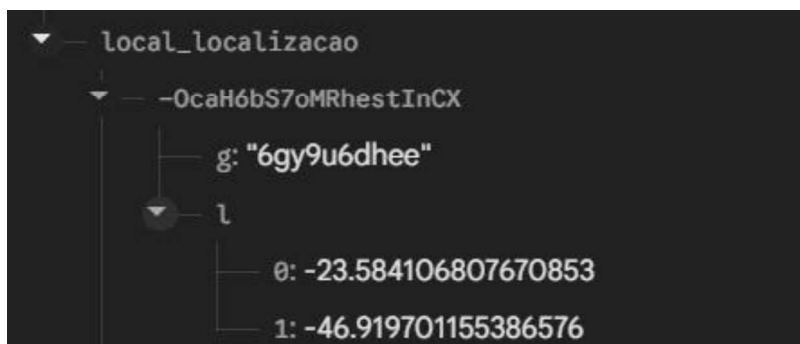 local_localizacao
-OcaH6bS7oMRhestInCX
g: "6gy9u6dhee"
l
0: -23.584106807670853
1: -46.919701155386576